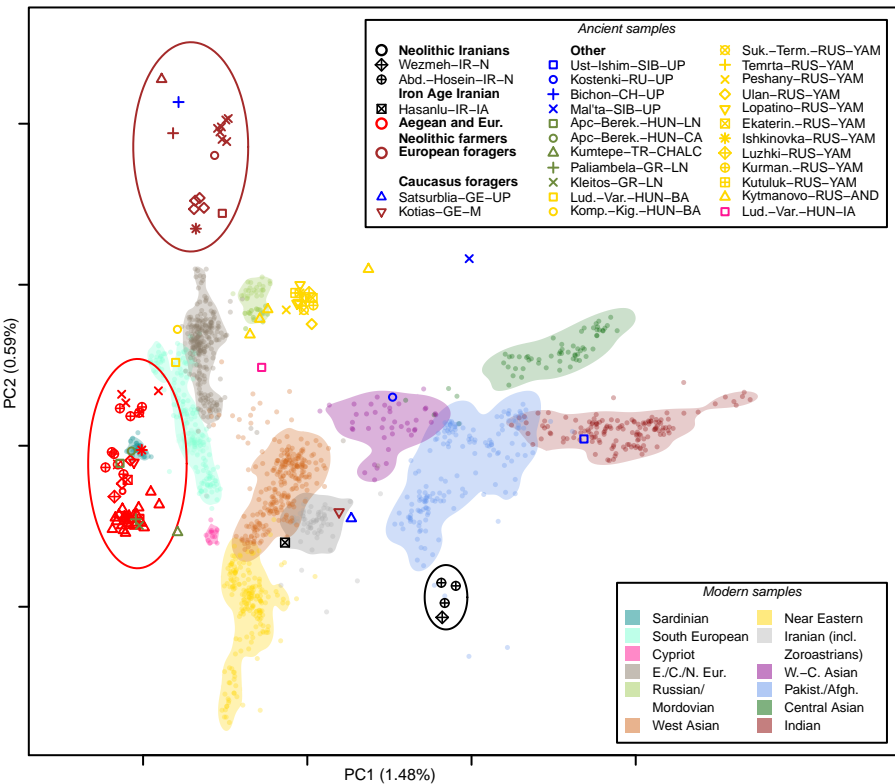 Ancient samples
Neolithic Iranians
Wezmeh−IR−N
Abd.−Hosein−IR−N
Iron Age Iranian
Hasanlu−IR−IA
Aegean and Eur.
Neolithic farmers
European foragers
Caucasus foragers
Satsurblia−GE−UP
Kotias−GE−M
Other
Ust−Ishim−SIB−UP
Kostenki−RU−UP
Bichon−CH−UP
Mal'ta−SIB−UP
Apc−Berek.−HUN−LN
Apc−Berek.−HUN−CA
Kumtepe−TR−CHALC
Paliambela−GR−LN
Kleitos−GR−LN
Lud.−Var.−HUN−BA
Komp.−Kig.−HUN−BA
Suk.−Term.−RUS−YAM
Temrta−RUS−YAM
Peshany−RUS−YAM
Ulan−RUS−YAM
Lopatino−RUS−YAM
Ekaterin.−RUS−YAM
Ishkinovka−RUS−YAM
Luzhki−RUS−YAM
Kurman.−RUS−YAM
Kutuluk−RUS−YAM
Kytmanovo−RUS−AND
Lud.−Var.−HUN−IA
PC2 (0.59%)
Modern samples
Sardinian
South European
Cypriot
E./C./N. Eur.
Russian/
Mordovian
West Asian
Near Eastern
Iranian (incl.
Zoroastrians)
W.−C. Asian
Pakist./Afgh.
Central Asian
Indian
PC1 (1.48%)